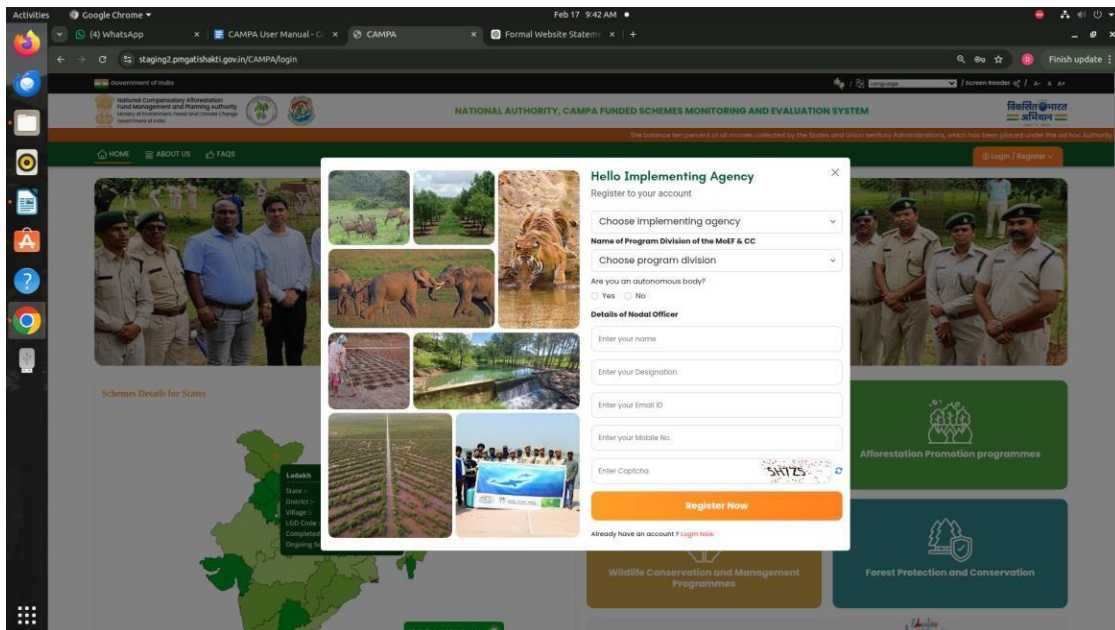 Activities
Google Chrome
Feb 17 9:42 AM
(4) WhatsApp
CAMPA User Manual - Go
CAMPA
Formal Website Stateme
staging2.pmgatishakti.gov.in/CAMPA/login
Finish update
Government of India
Language
/ Screen Reader
/ A- A A+
National Compensatory Afforestation
Fund Management and Planning Authority
Ministry of Environment, Forest and Climate Change
Government of India
NATIONAL AUTHORITY, CAMPA FUNDED SCHEMES MONITORING AND EVALUATION SYSTEM
विकसित भारत
अभियान
The balance ten percent of all monies collected by the States and Union territory Administrations, which has been placed under the ad hoc Authority
HOME
ABOUT US
FAQS
Login / Register
Hello Implementing Agency
Register to your account
Choose implementing agency
Name of Program Division of the MoEF & CC
Choose program division
Are you an autonomous body?
Yes No
Details of Nodal Officer
Enter your name
Enter your Designation
Enter your Email ID
Enter your Mobile No.
Enter Captcha
SH7Z5
Register Now
Already have an account ? Login Now
Schemes Details for States
Ladakh
State :-
District :-
Village :-
LGD Code :
Completed
Ongoing Sc
Afforestation Promotion programmes
Wildlife Conservation and Management
Programmes
Forest Protection and Conservation